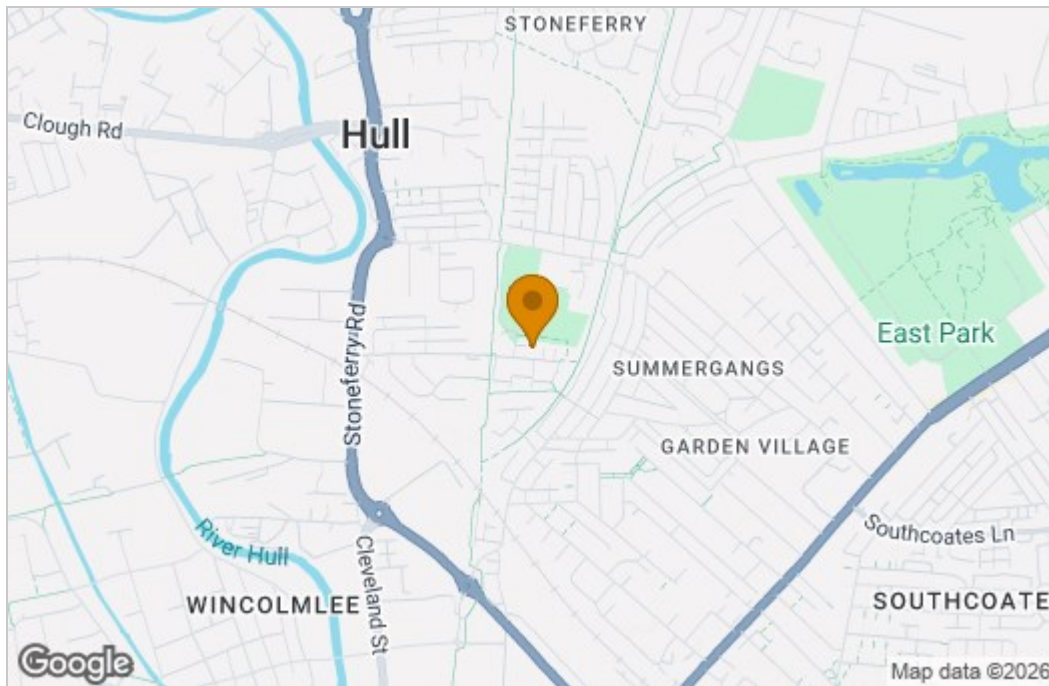 STONEFERRY
Clough Rd
Hull
East Park
Stoneferry Rd
SUMMERGANGS
GARDEN VILLAGE
Southcoates Ln
River Hull
Cleveland St
WINCOLMLEE
SOUTHCOATE
Google
Map data ©2026